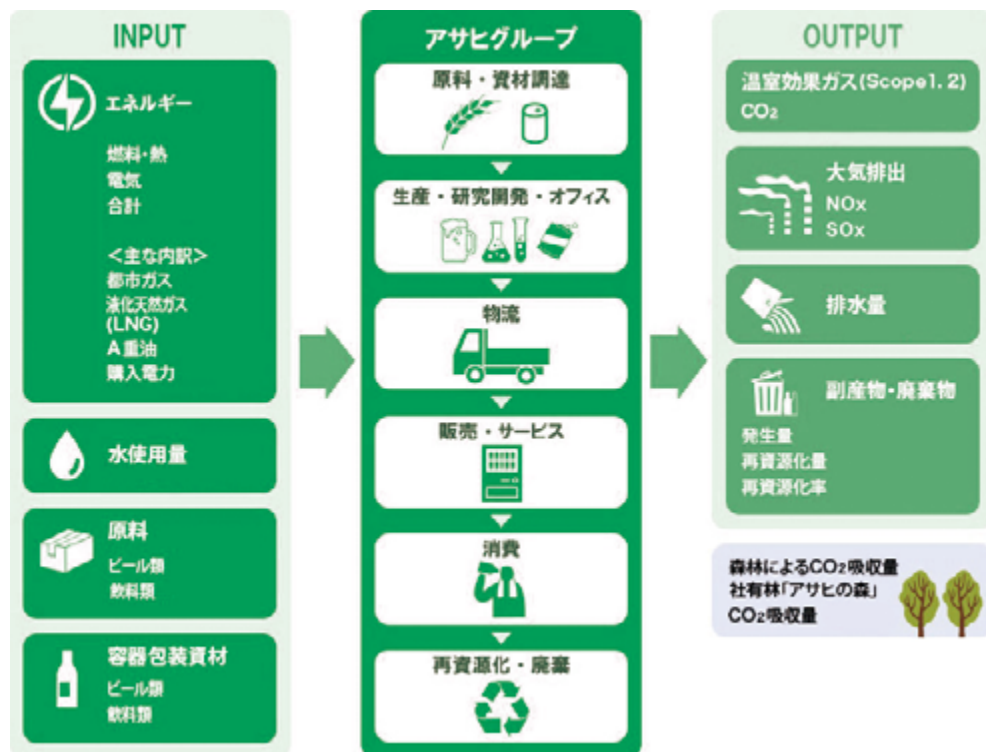 INPUT
エネルギー
燃料・熱
電気
合計
＜主な内訳＞
都市ガス
液化天然ガス
(LNG)
A重油
購入電力
水使用量
原料
ビール類
飲料類
容器包装資材
ビール類
飲料類
アサヒグループ
原料・資材調達
生産・研究開発・オフィス
物流
販売・サービス
消費
再資源化・廃棄
OUTPUT
温室効果ガス(Scope1, 2)
CO₂
大気排出
NOx
SOx
排水量
副産物・廃棄物
発生量
再資源化量
再資源化率
森林によるCO₂吸収量
社有林「アサヒの森」
CO₂吸収量